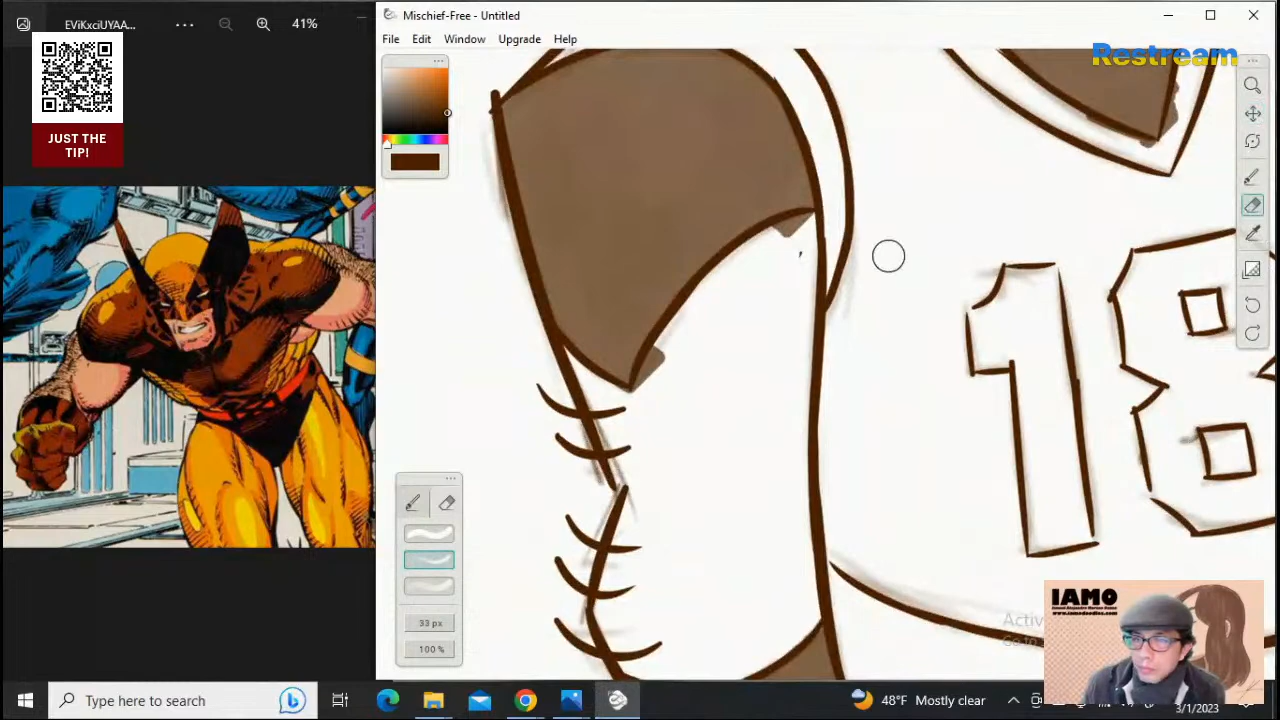 EViKxciUYAA...
41%
Mischief-Free - Untitled
File Edit Window Upgrade Help
Restream
JUST THE
TIP!
18
33 px
100 %
IAMO
Type here to search
48°F Mostly clear
3/1/2023